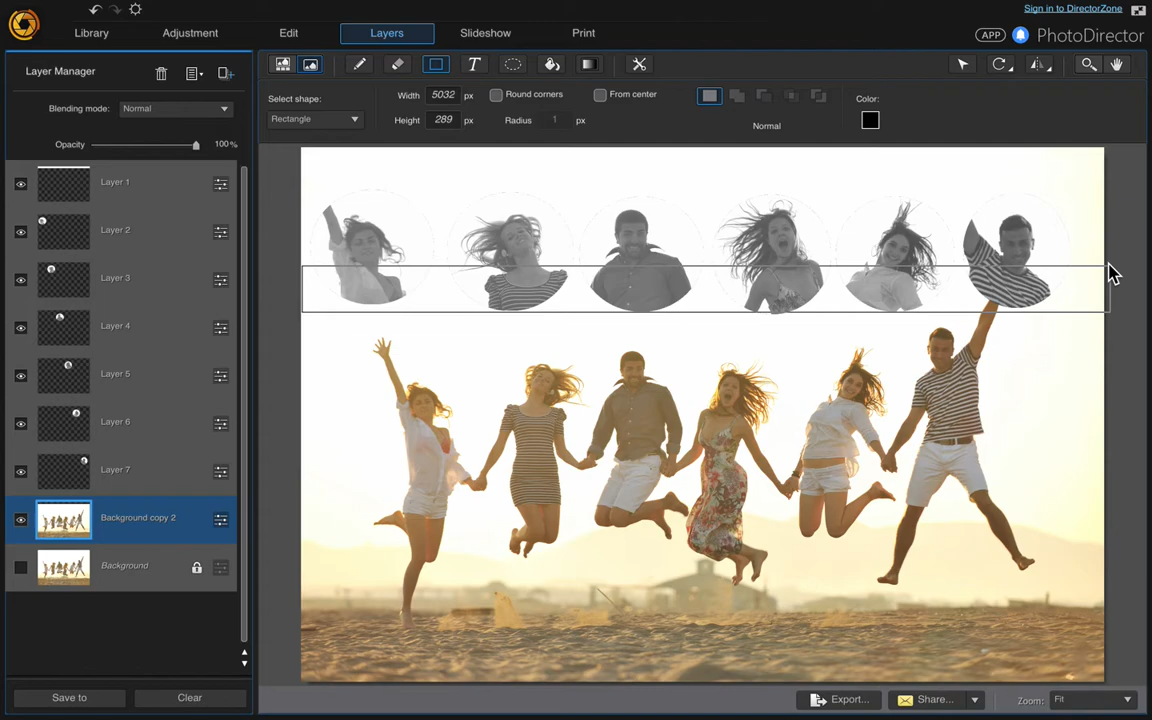 Sign in to DirectorZone
Library
Adjustment
Edit
Layers
Slideshow
Print
APP
PhotoDirector
Layer Manager
Blending mode:
Normal
Opacity
100%
Select shape:
Rectangle
Width
5032
px
Round corners
From center
Height
289
px
Radius
1
px
Normal
Color:
Layer 1
Layer 2
Layer 3
Layer 4
Layer 5
Layer 6
Layer 7
Background copy 2
Background
Save to
Clear
Export...
Share...
Zoom:
Fit